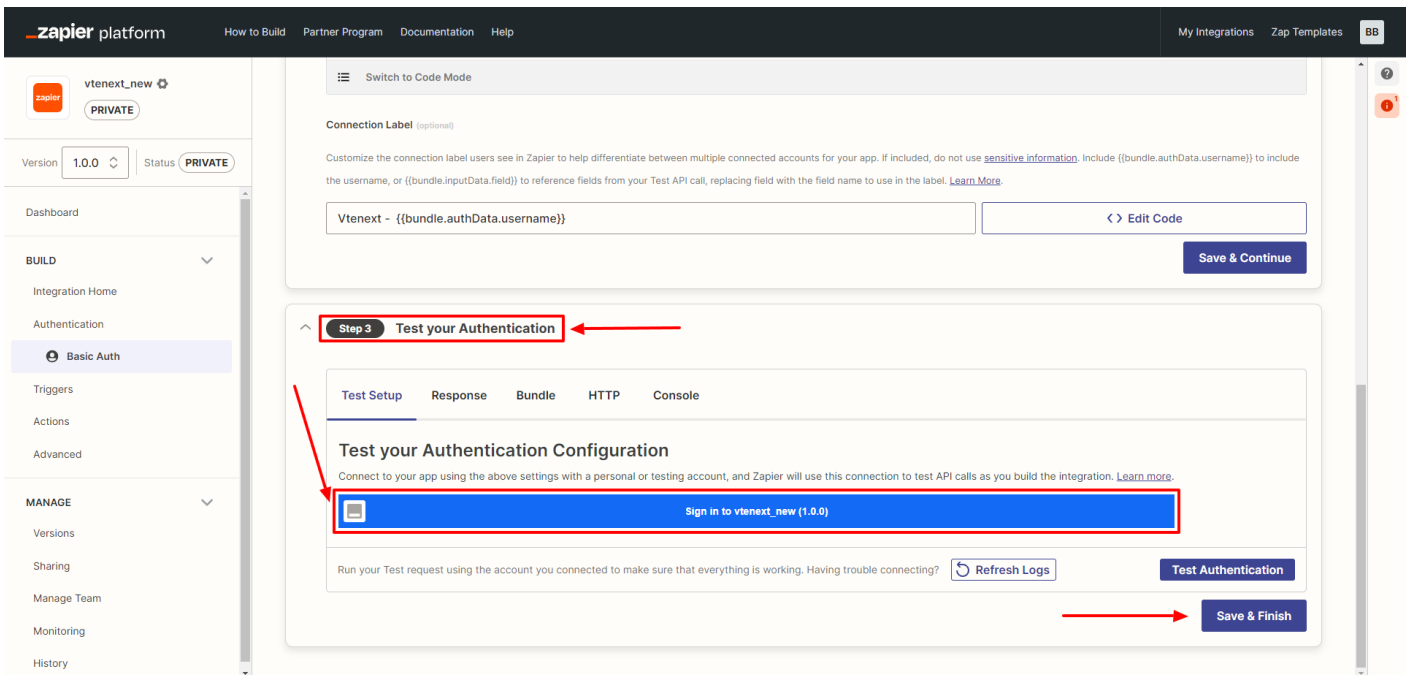 zapier platform How to Build Partner Program Documentation Help My Integrations Zap Templates BB
zapier
vtenext_new
PRIVATE
Version 1.0.0 Status PRIVATE
Dashboard
BUILD
Integration Home
Authentication
Basic Auth
Triggers
Actions
Advanced
MANAGE
Versions
Sharing
Manage Team
Monitoring
History
Switch to Code Mode
Connection Label (optional)
Customize the connection label users see in Zapier to help differentiate between multiple connected accounts for your app. If included, do not use sensitive information. Include {{bundle.authData.username}} to include
the username, or {{bundle.inputData.field}} to reference fields from your Test API call, replacing field with the field name to use in the label. Learn More.
Vtenext - {{bundle.authData.username}}
<> Edit Code
Save & Continue
Step 3 Test your Authentication
Test Setup Response Bundle HTTP Console
Test your Authentication Configuration
Connect to your app using the above settings with a personal or testing account, and Zapier will use this connection to test API calls as you build the integration. Learn more.
Sign in to vtenext_new (1.0.0)
Run your Test request using the account you connected to make sure that everything is working. Having trouble connecting? Refresh Logs Test Authentication
Save & Finish
?
1